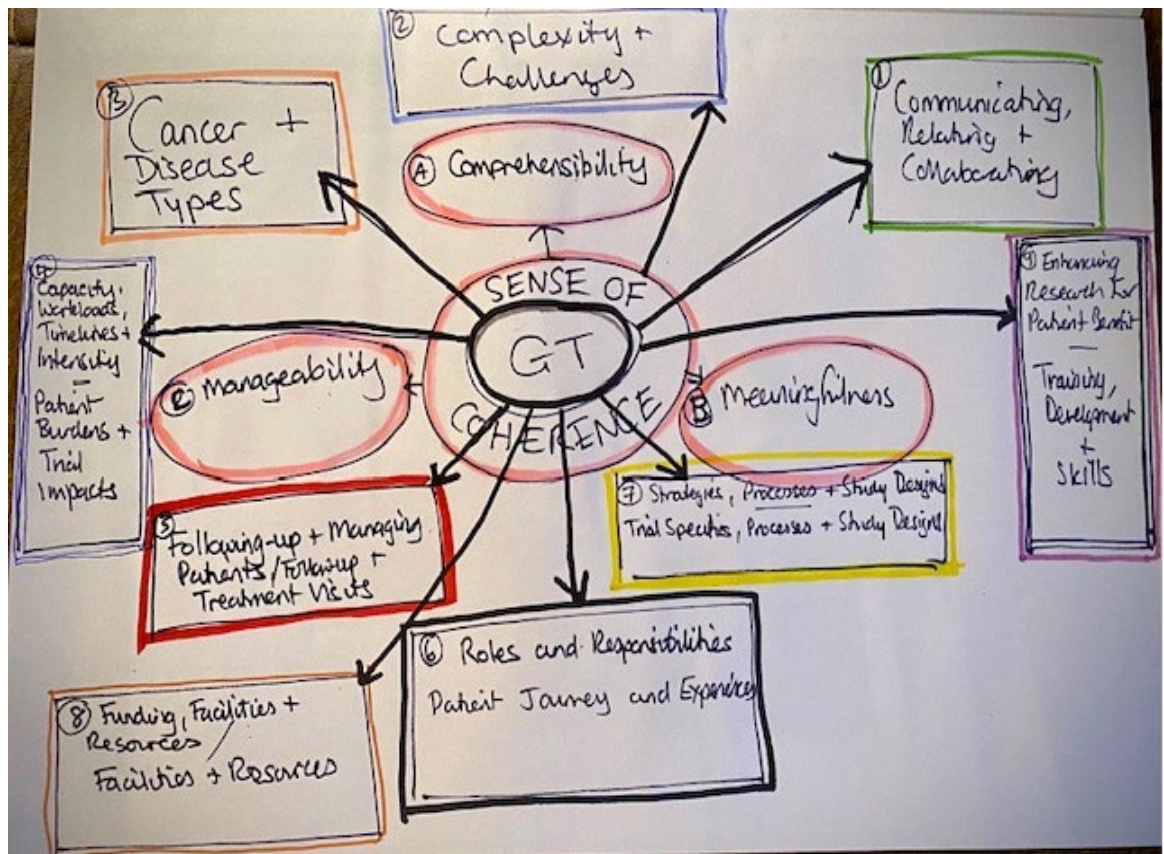 ② Complexity +
Challenges
③
Cancer +
Disease
Types
Ⓐ Comprehensibility
①
Communicating,
Relating +
Collaborating
SENSE OF
GT
COHERENCE
④
Capacity,
Workloads,
Timelines +
Intensity
–
Patient
Burdens +
Trial
Impacts
Manageability
Ⓑ Meaningfulness
⑨ Enhancing
Research for
Patient Benefit
—
Training,
Development
+
Skills
⑤
Following-up + Managing
Patients/Follow-up +
Treatment Visits
⑦ Strategies, Processes + Study Designs
Trial Specifics, Processes + Study Designs
⑥ Roles and Responsibilities
Patient Journey and Experiences
⑧ Funding, Facilities +
Resources
Facilities + Resources